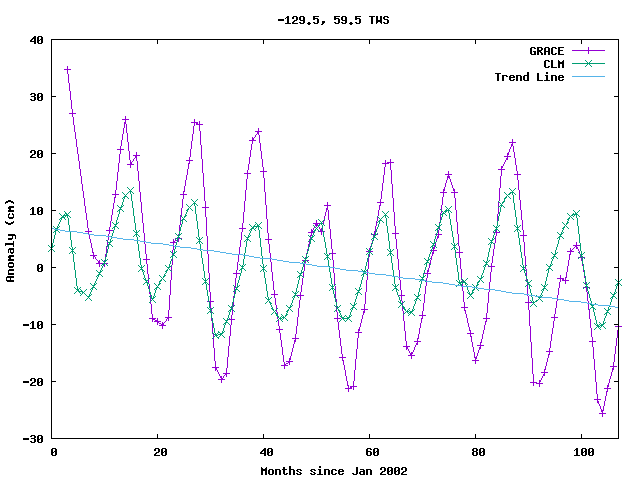 -129.5, 59.5 TWS
GRACE
CLM
Trend Line
40
30
20
10
0
-10
-20
-30
Anomaly (cm)
0 20 40 60 80 100
Months since Jan 2002